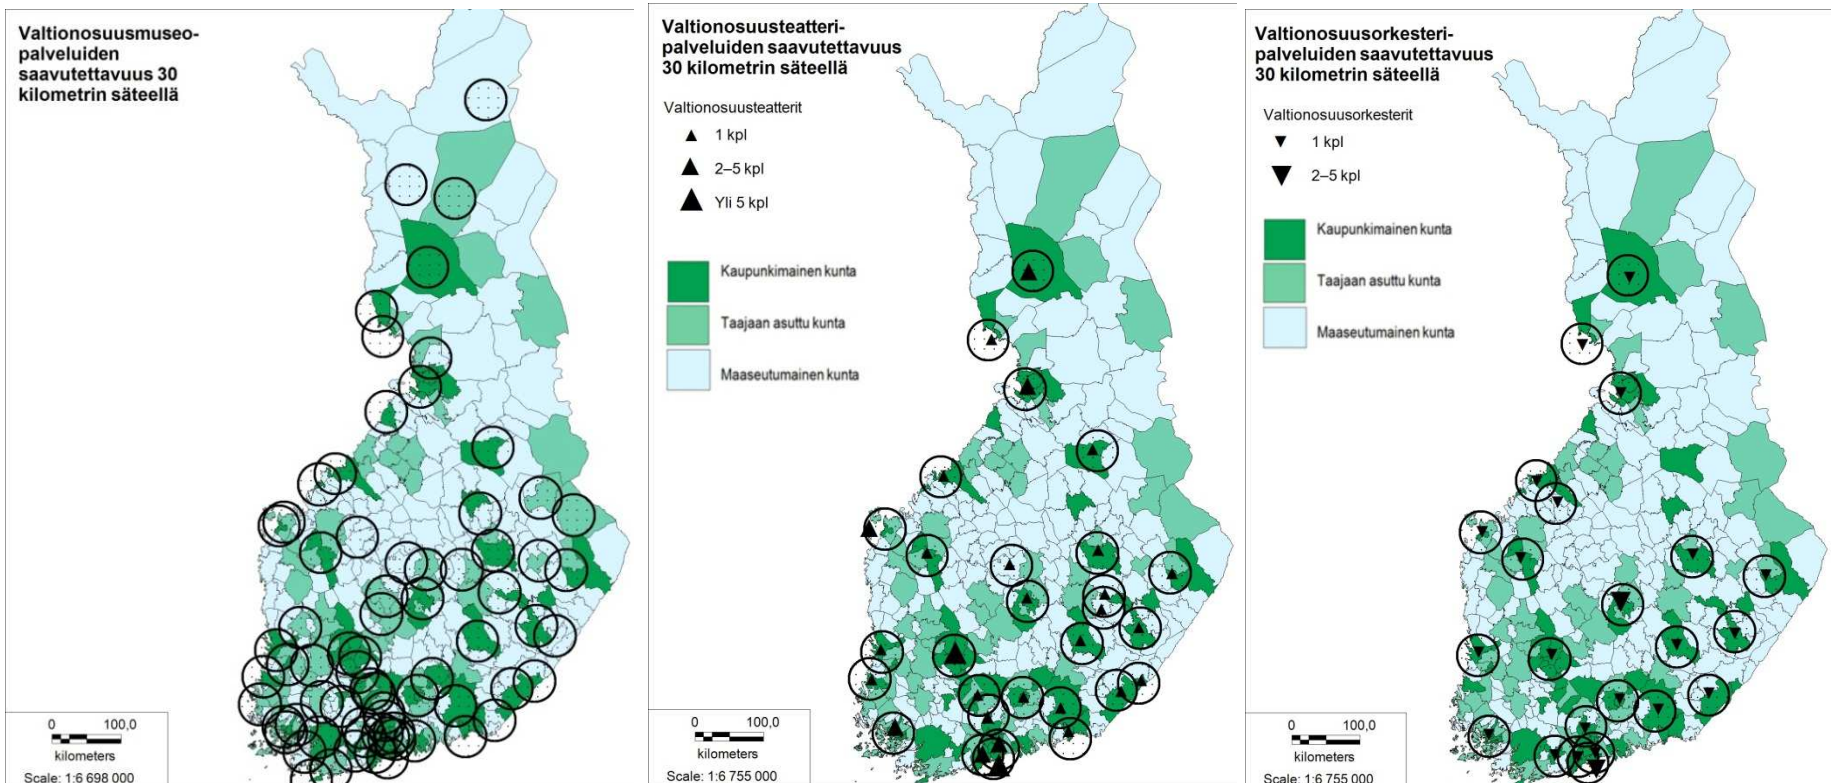 Valtionosuusmuseo-
palveluiden
saavutettavuus 30
kilometrin säteellä
0 100,0
kilometers
Scale: 1:6 698 000
Valtionosuusteatteri-
palveluiden saavutettavuus
30 kilometrin säteellä
Valtionosuusteatterit
1 kpl
2–5 kpl
Yli 5 kpl
Kaupunkimainen kunta
Taajaan asuttu kunta
Maaseutumainen kunta
0 100,0
kilometers
Scale: 1:6 755 000
Valtionosuusorkesteri-
palveluiden saavutettavuus
30 kilometrin säteellä
Valtionosuusorkesterit
1 kpl
2–5 kpl
Kaupunkimainen kunta
Taajaan asuttu kunta
Maaseutumainen kunta
0 100,0
kilometers
Scale: 1:6 755 000